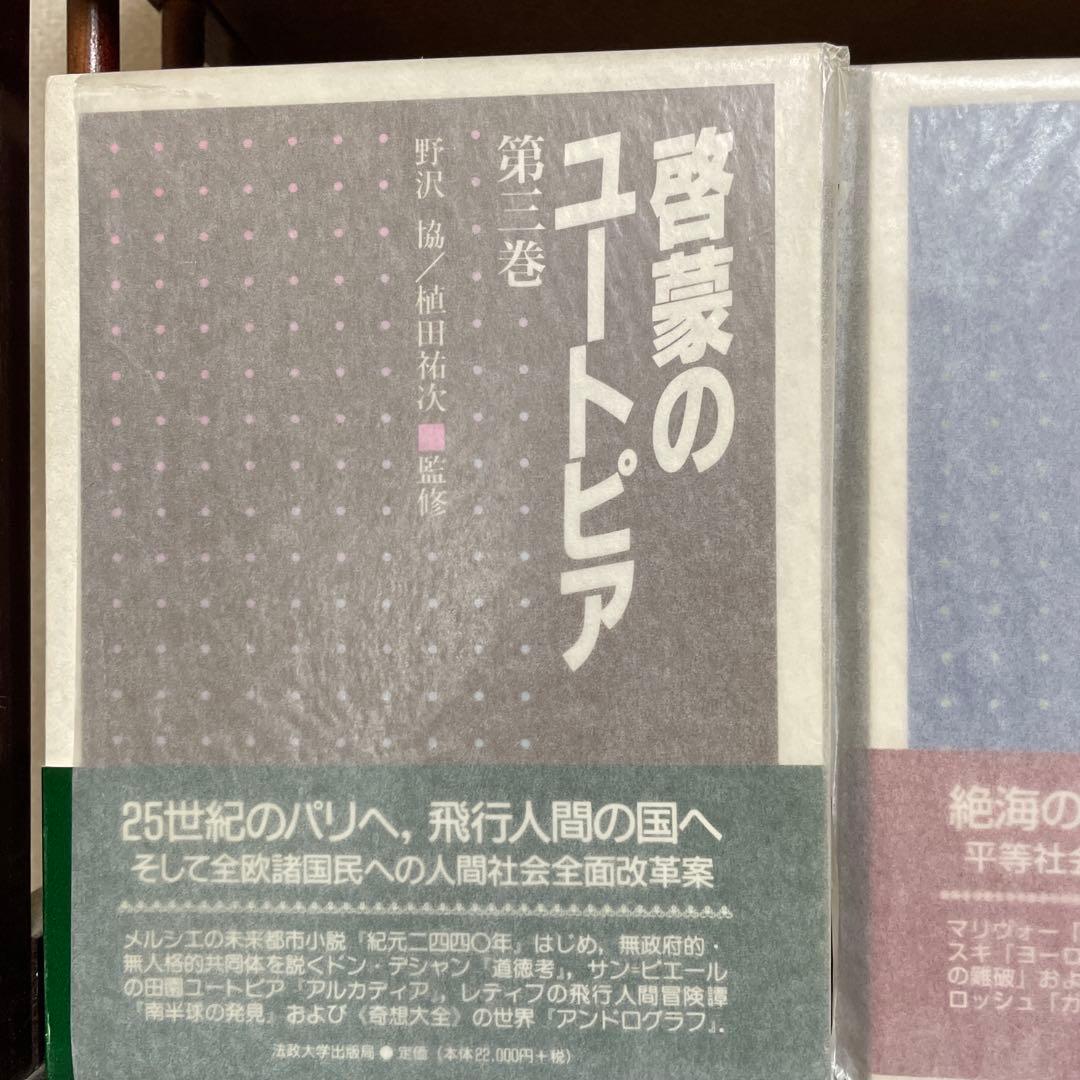 啓蒙の
ユートピア
第三巻
野沢 協／植田祐次■監修
25世紀のパリへ，飛行人間の国へ
そして全欧諸国民への人間社会全面改革案
メルシエの未来都市小説『紀元二四四〇年』はじめ，無政府的・
無人格的共同体を説くドン・デシャン『道徳考』，サン＝ピエール
の田園ユートピア『アルカディア』，レティフの飛行人間冒険譚
『南半球の発見』および《奇想大全》の世界『アンドログラフ』．
法政大学出版局 ● 定価（本体22,000円＋税）
絶海の
平等社会
マリヴォー『
スキ「ヨーロ
の難破」およ
ロッシュ「ガ